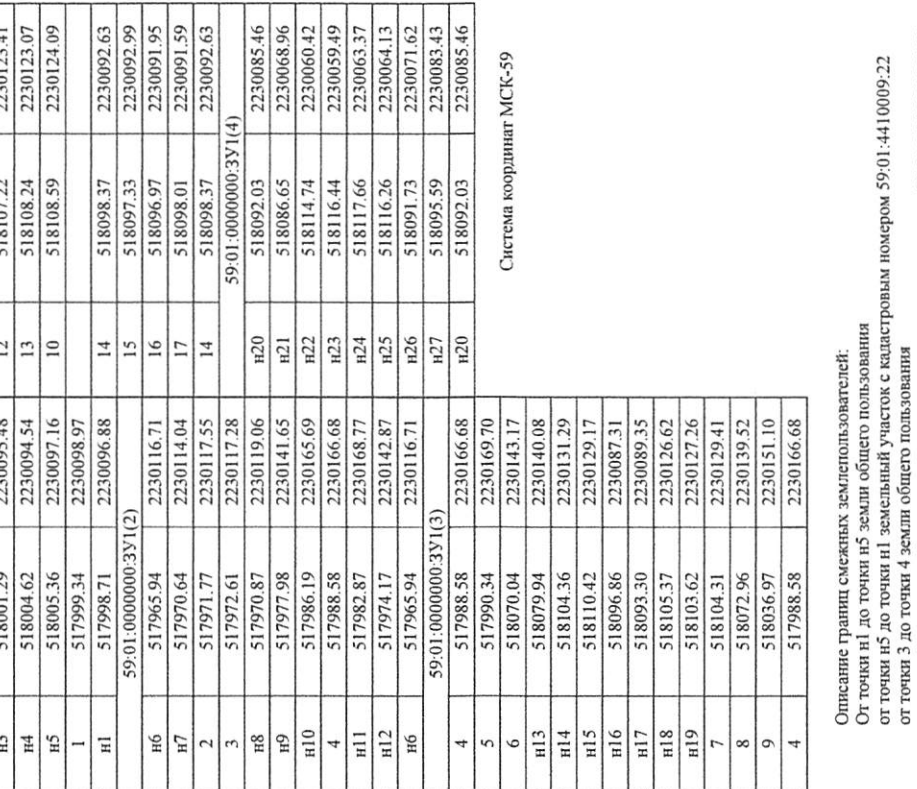 н3 518001.29 2230095.48 12 518107.22 2230123.41
н4 518004.62 2230094.54 13 518108.24 2230123.07
н5 518005.36 2230097.16 10 518108.59 2230124.09
1 517999.34 2230098.97
н1 517998.71 2230096.88 14 518098.37 2230092.63
59:01:0000000:ЗУ1(2) 15 518097.33 2230092.99
н6 517965.94 2230116.71 16 518096.97 2230091.95
н7 517970.64 2230114.04 17 518098.01 2230091.59
2 517971.77 2230117.55 14 518098.37 2230092.63
3 517972.61 2230117.28 59:01:0000000:ЗУ1(4)
н8 517970.87 2230119.06 н20 518092.03 2230085.46
н9 517977.98 2230141.65 н21 518086.65 2230068.96
н10 517986.19 2230165.69 н22 518114.74 2230060.42
4 517988.58 2230166.68 н23 518116.44 2230059.49
н11 517982.87 2230168.77 н24 518117.66 2230063.37
н12 517974.17 2230142.87 н25 518116.26 2230064.13
н6 517965.94 2230116.71 н26 518091.73 2230071.62
59:01:0000000:ЗУ1(3) н27 518095.59 2230083.43
4 517988.58 2230166.68 н20 518092.03 2230085.46
5 517990.34 2230169.70
6 518070.04 2230143.17 Система координат МСК-59
н13 518079.94 2230140.08
н14 518104.36 2230131.29
н15 518110.42 2230129.17
н16 518096.86 2230087.31
н17 518093.30 2230089.35
н18 518105.37 2230126.62
н19 518103.62 2230127.26
7 518104.31 2230129.41
8 518072.96 2230139.52
9 518036.97 2230151.10
4 517988.58 2230166.68
Описание границ смежных землепользователей:
От точки н1 до точки н5 земли общего пользования
от точки н5 до точки н1 земельный участок с кадастровым номером 59:01:4410009:22
от точки 3 до точки 4 земли общего пользования